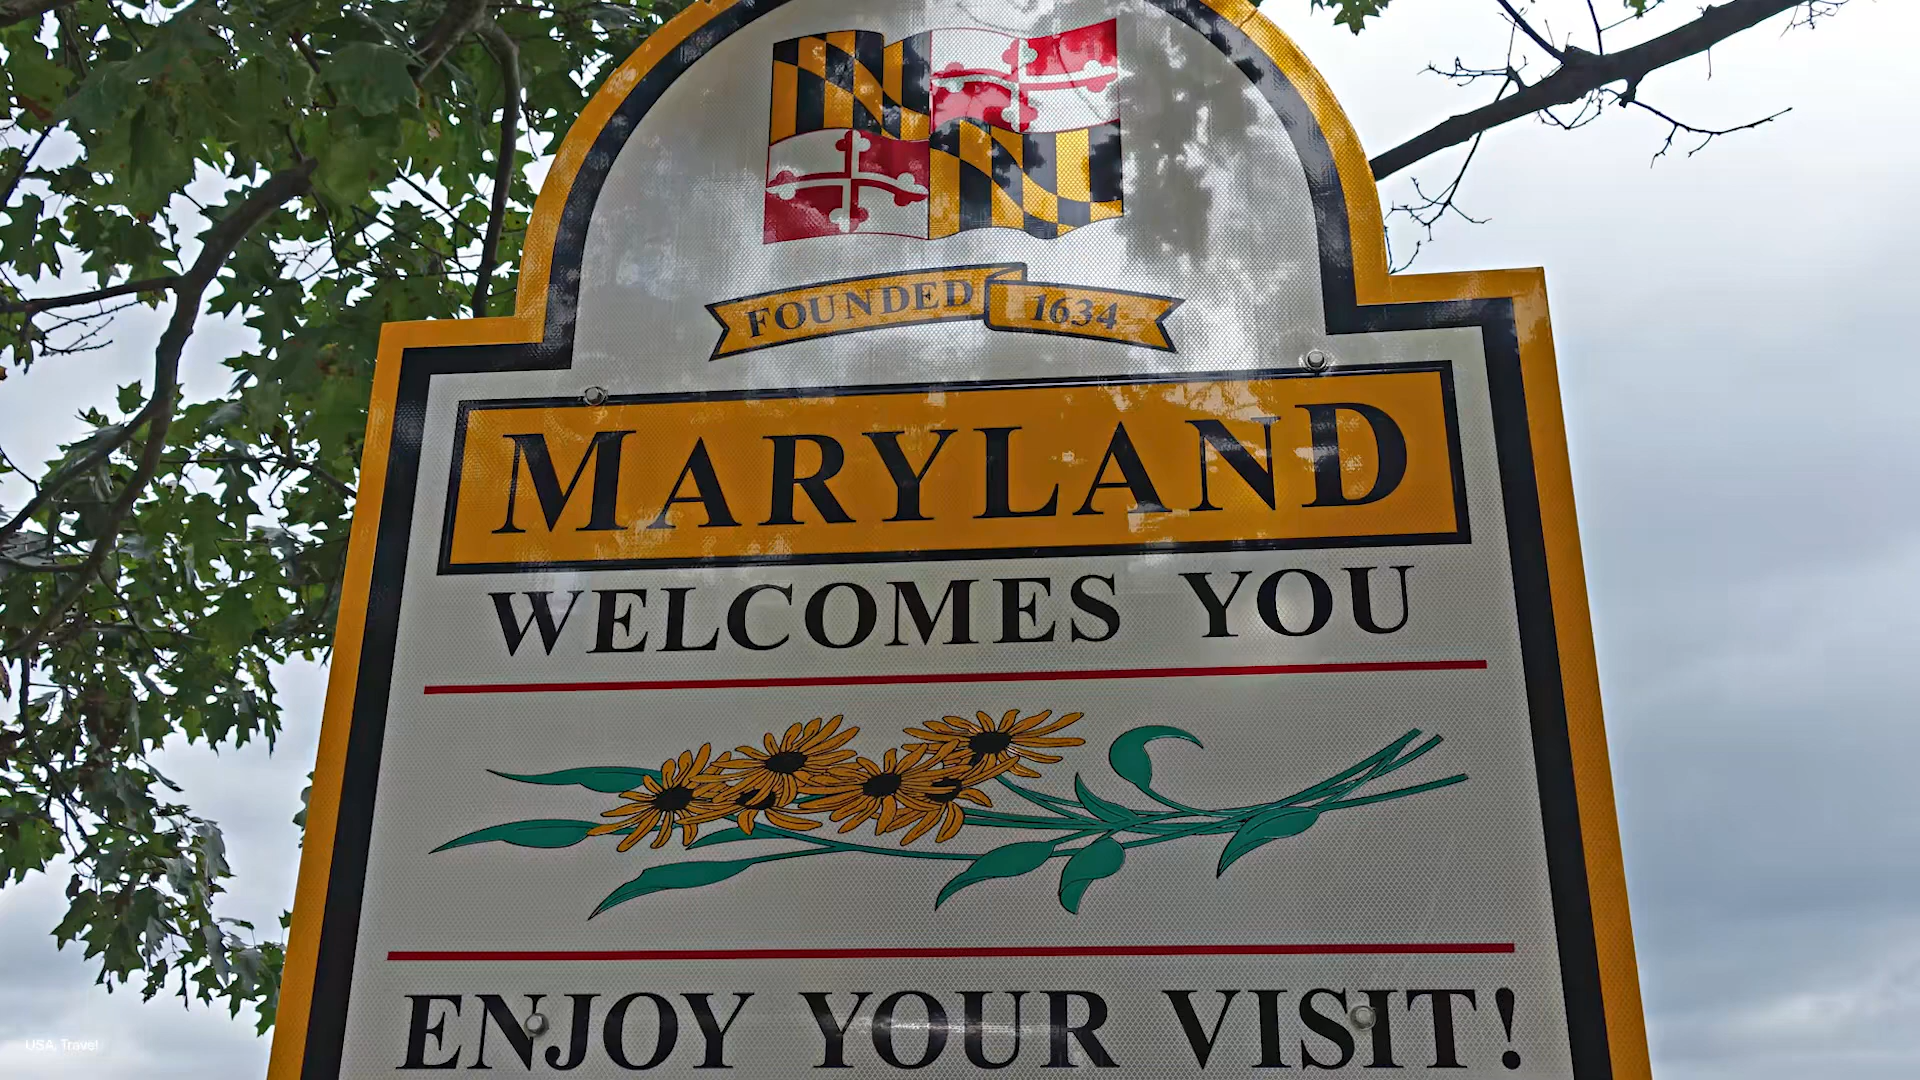 FOUNDED 1634
MARYLAND
WELCOMES YOU
ENJOY YOUR VISIT!
USA, Travel